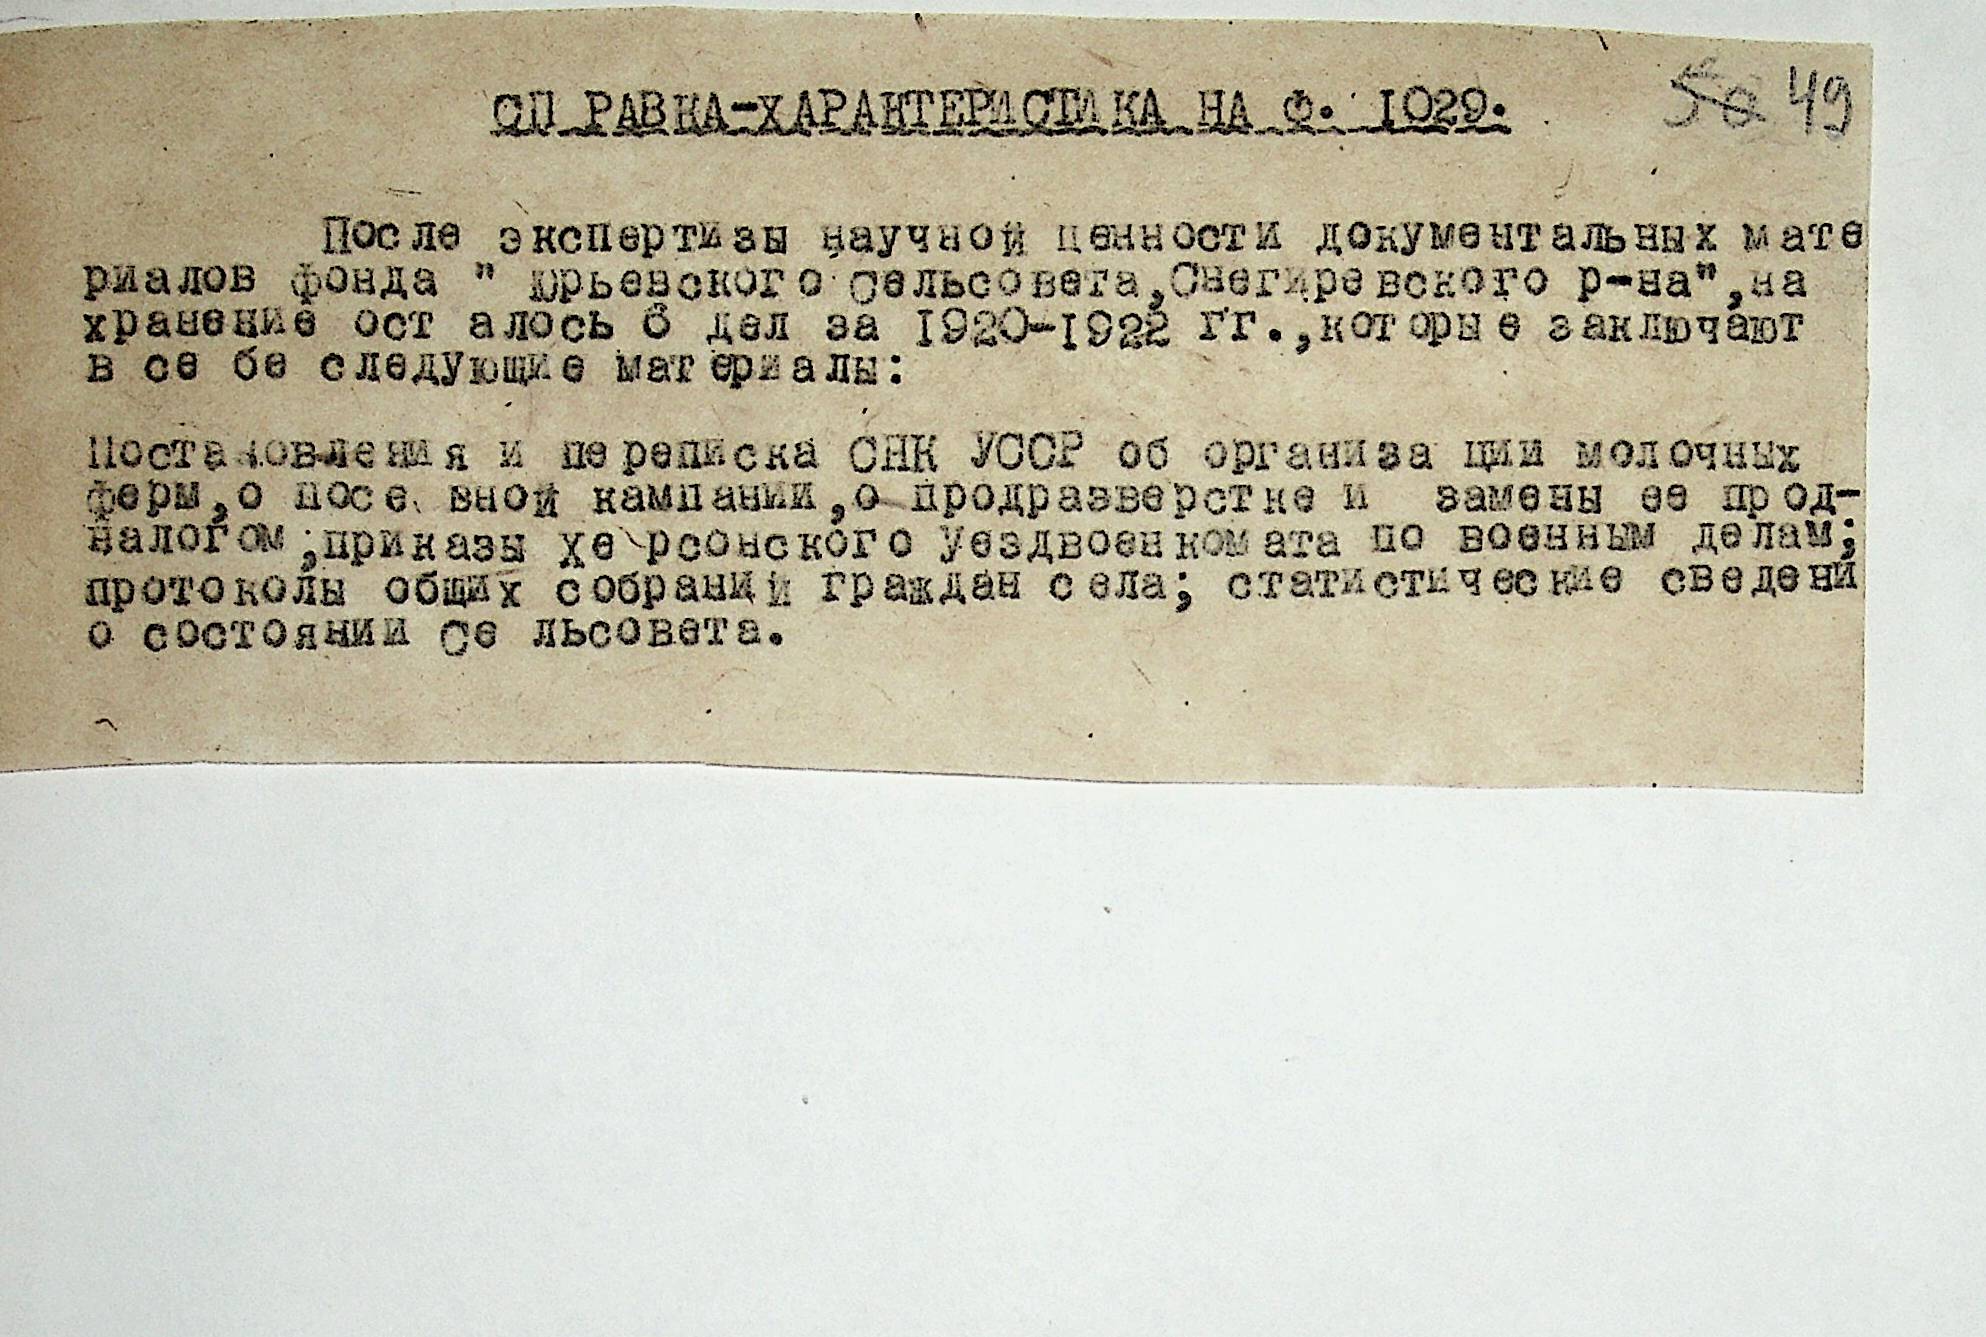 СПРАВКА-ХАРАКТЕРИСТИКА НА Ф. 1029.
50 49
После экспертизы научной ценности документальных мате
риалов фонда " Юрьевского Сельсовета,Снегиревского р-на",на
хранение осталось 6 дел за 1920-1922 гг.,которые заключают
в себе следующие материалы:
Постановления и переписка СНК УССР об организации молочных
ферм,о посевной кампании,о продразверстке и замены ее прод-
налогом;приказы Херсонского Уездвоенкомата по военным делам;
протоколы общих собраний граждан села; статистические сведени
о состоянии Сельсовета.